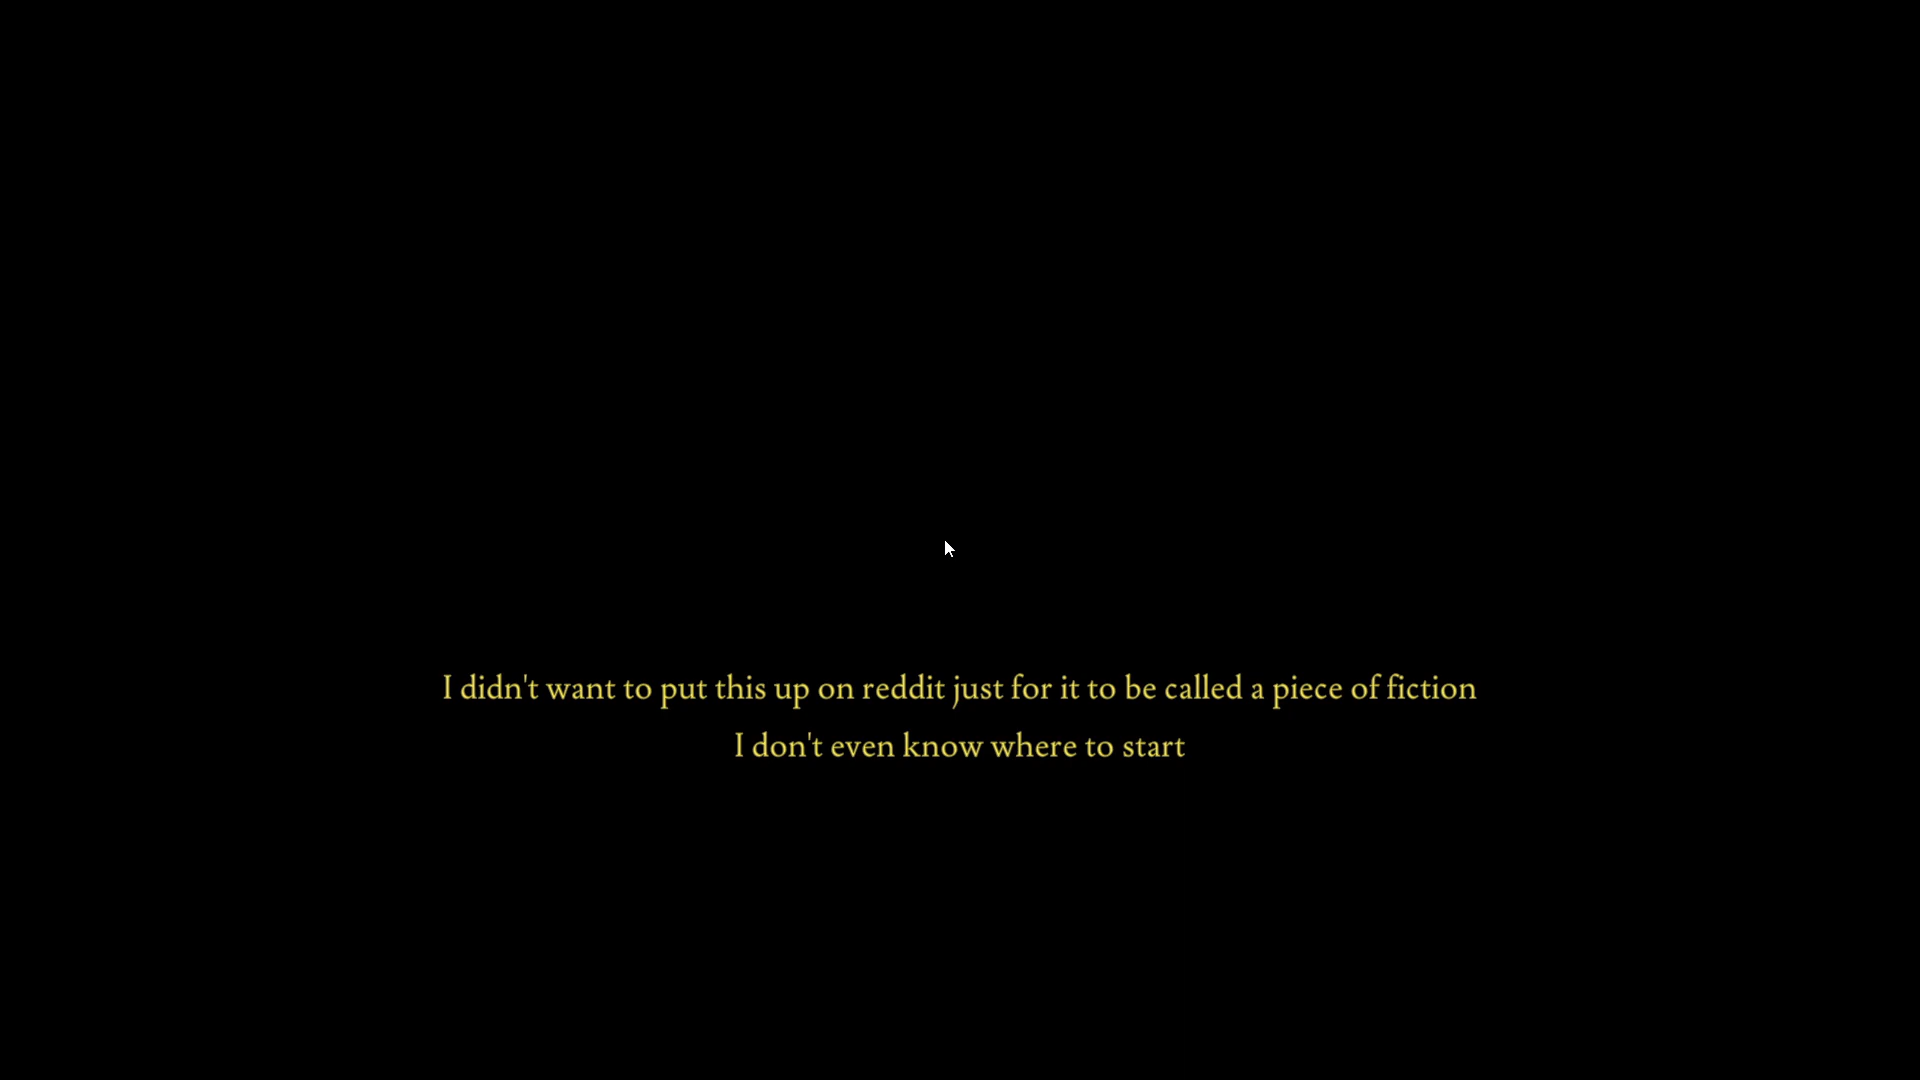 I didn't want to put this up on reddit just for it to be called a piece of fiction
I don't even know where to start